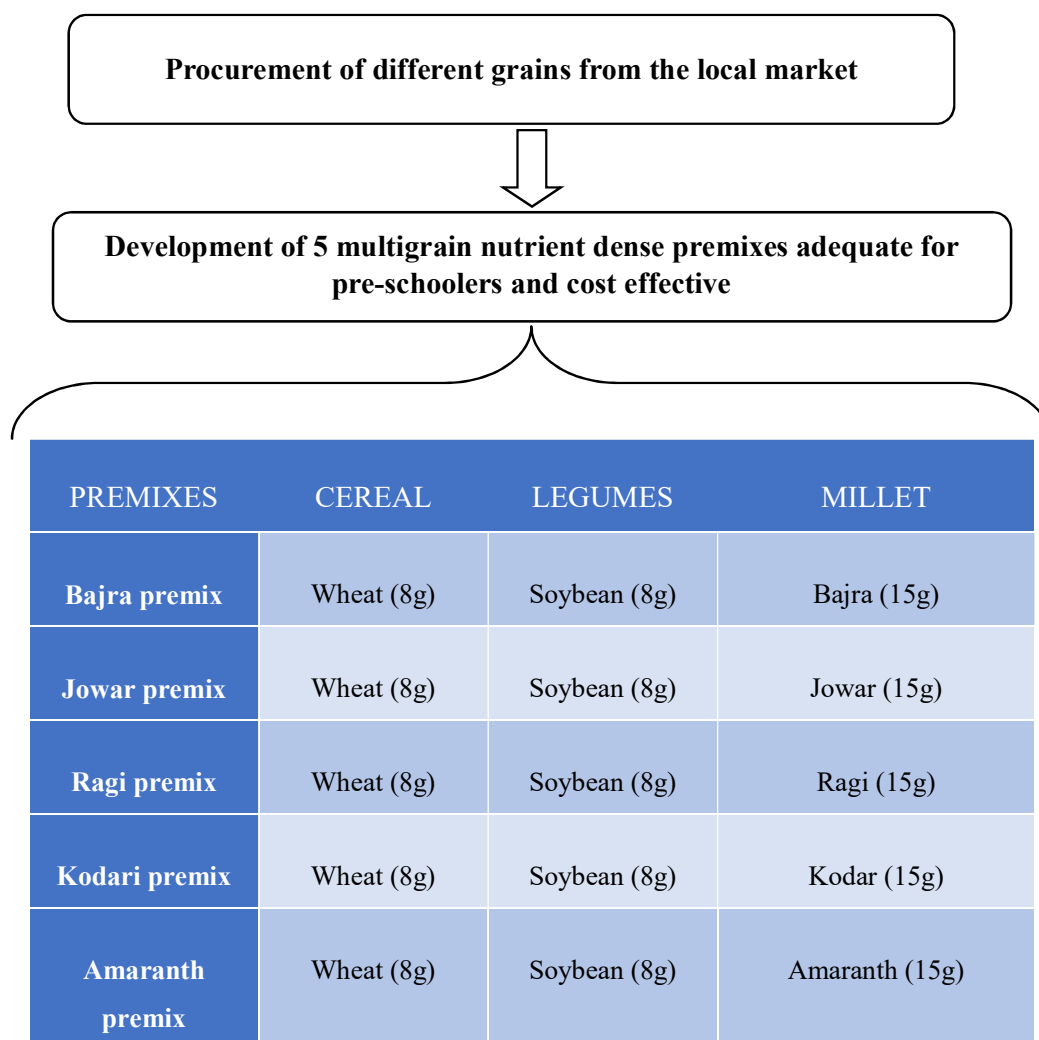 Procurement of different grains from the local market
Development of 5 multigrain nutrient dense premixes adequate for
pre-schoolers and cost effective
PREMIXES CEREAL LEGUMES MILLET
Bajra premix Wheat (8g) Soybean (8g) Bajra (15g)
Jowar premix Wheat (8g) Soybean (8g) Jowar (15g)
Ragi premix Wheat (8g) Soybean (8g) Ragi (15g)
Kodari premix Wheat (8g) Soybean (8g) Kodar (15g)
Amaranth Wheat (8g) Soybean (8g) Amaranth (15g)
premix